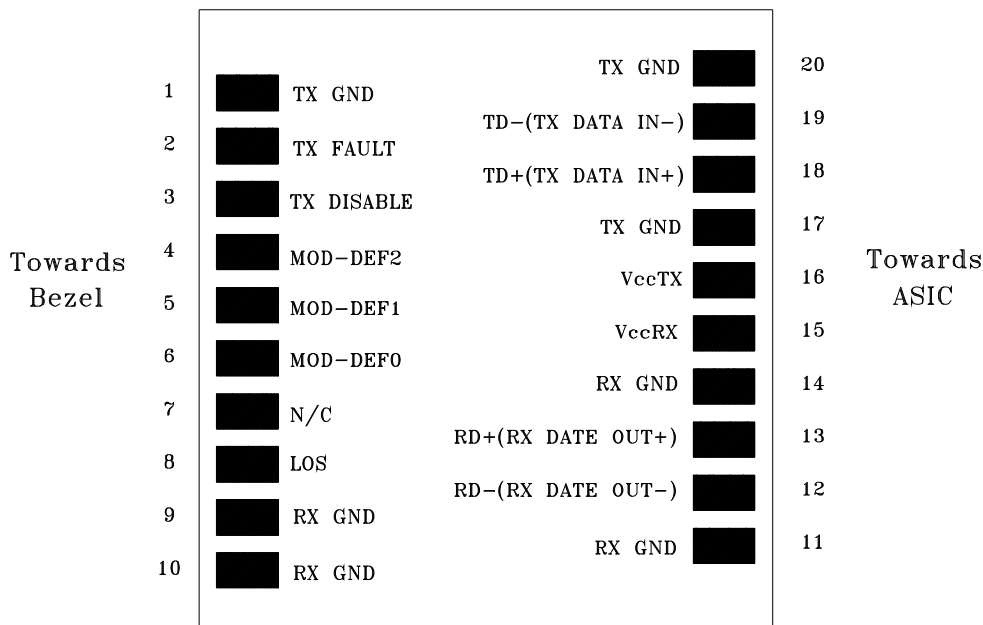 Towards
Bezel
1 TX GND
2 TX FAULT
3 TX DISABLE
4 MOD-DEF2
5 MOD-DEF1
6 MOD-DEF0
7 N/C
8 LOS
9 RX GND
10 RX GND
TX GND 20
TD-(TX DATA IN-) 19
TD+(TX DATA IN+) 18
TX GND 17
VccTX 16
VccRX 15
RX GND 14
RD+(RX DATE OUT+) 13
RD-(RX DATE OUT-) 12
RX GND 11
Towards
ASIC